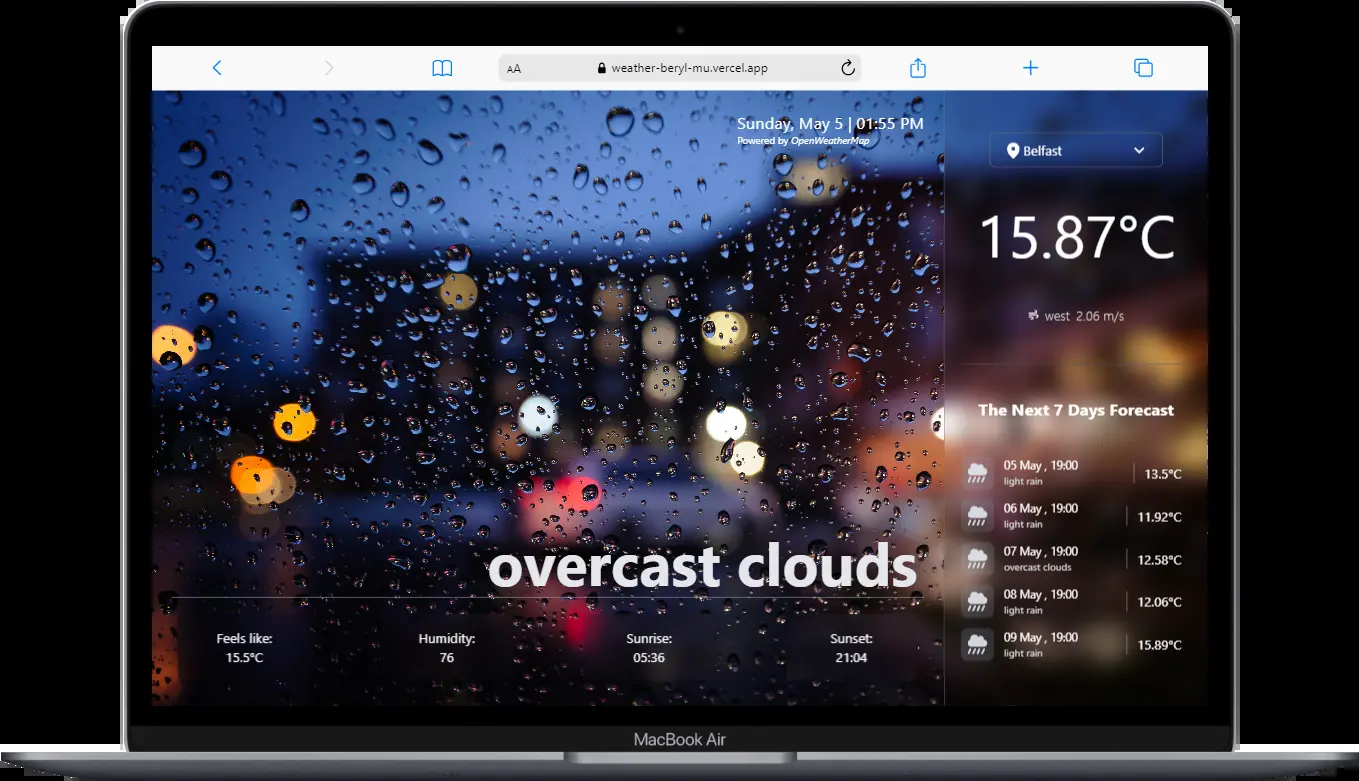 AA weather-beryl-mu.vercel.app
Sunday, May 5 | 01:55 PM
Powered by OpenWeatherMap
overcast clouds
Feels like:
15.5°C
Humidity:
76
Sunrise:
05:36
Sunset:
21:04
Belfast
15.87°C
west 2.06 m/s
The Next 7 Days Forecast
05 May , 19:00
light rain
13.5°C
06 May , 19:00
light rain
11.92°C
07 May , 19:00
overcast clouds
12.58°C
08 May , 19:00
light rain
12.06°C
09 May , 19:00
light rain
15.89°C
MacBook Air